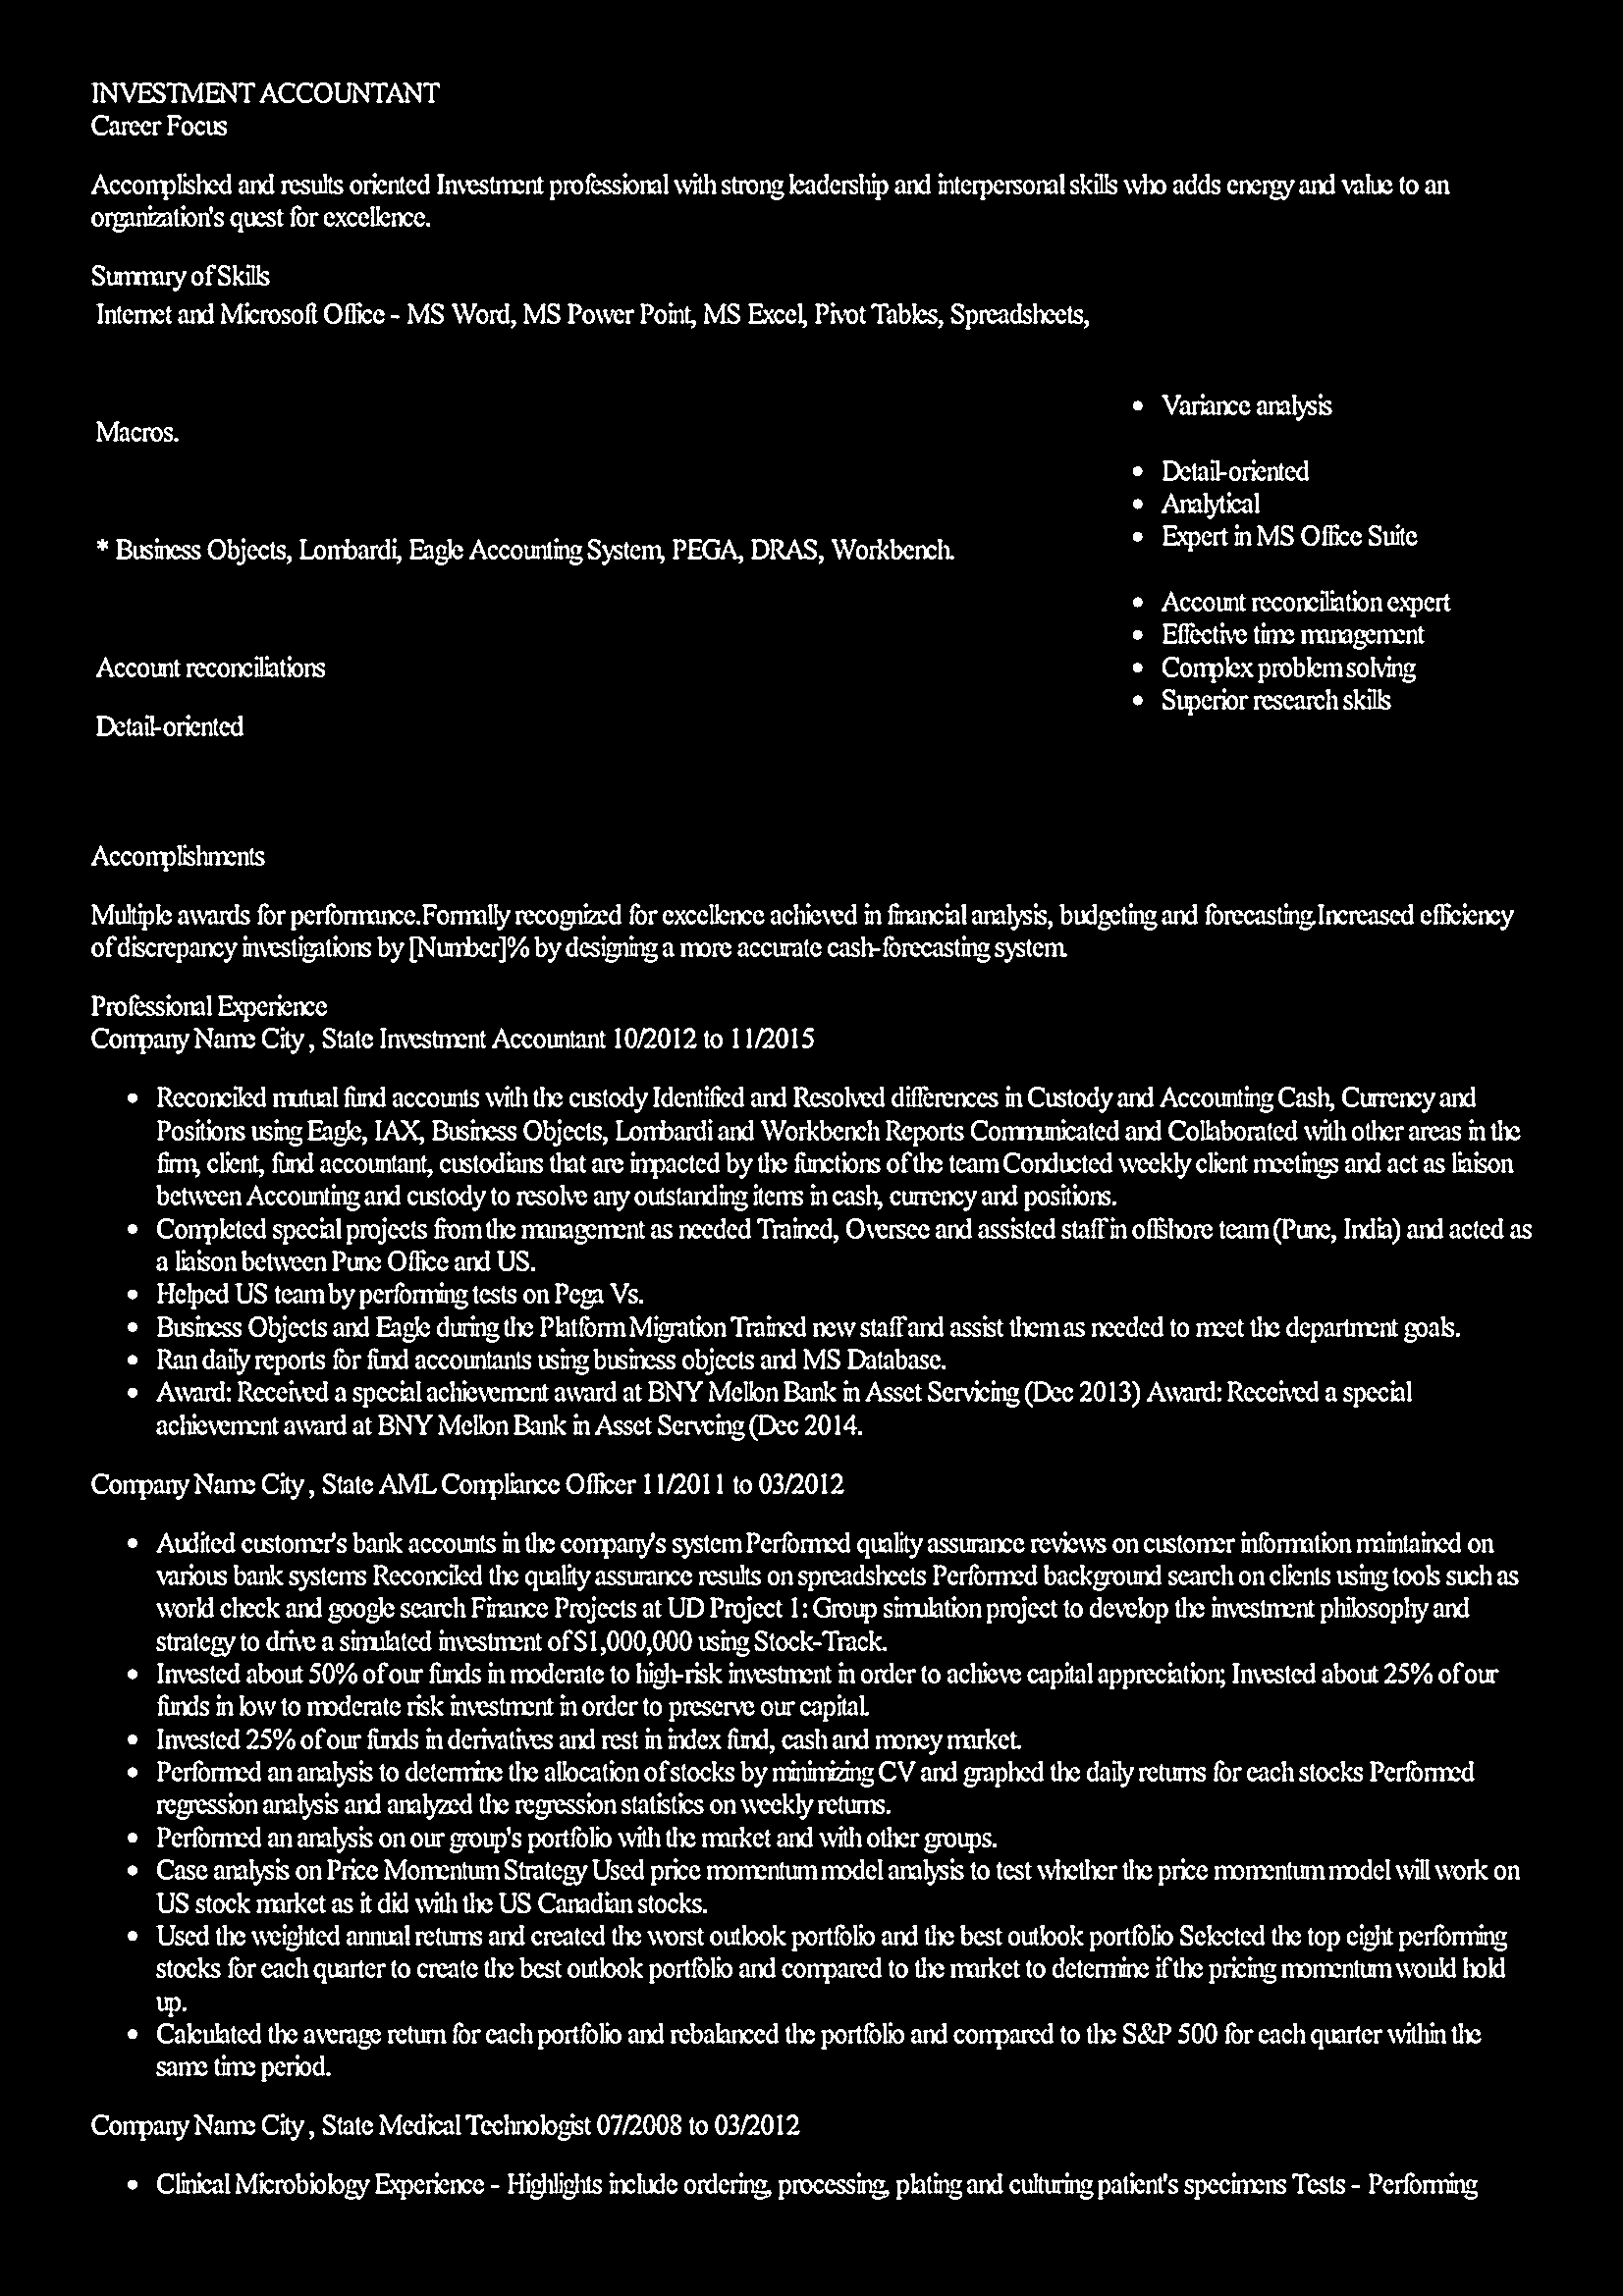 INVESTMENT ACCOUNTANT
Career Focus
Accomplished and results oriented Investment professional with strong leadership and interpersonal skills who adds energy and value to an
organization's quest for excellence.
Summary of Skills
Internet and Microsoft Office - MS Word, MS Power Point, MS Excel, Pivot Tables, Spreadsheets,
Macros.
* Business Objects, Lombardi, Eagle Accounting System, PEGA, DRAS, Workbench.
Account reconciliations
Detail-oriented
• Variance analysis
• Detail-oriented
• Analytical
• Expert in MS Office Suite
• Account reconciliation expert
• Effective time management
• Complex problem solving
• Superior research skills
Accomplishments
Multiple awards for performance.Formally recognized for excellence achieved in financial analysis, budgeting and forecasting.Increased efficiency
of discrepancy investigations by [Number]% by designing a more accurate cash-forecasting system.
Professional Experience
Company Name City , State Investment Accountant 10/2012 to 11/2015
• Reconciled mutual fund accounts with the custody Identified and Resolved differences in Custody and Accounting Cash, Currency and
Positions using Eagle, IAX, Business Objects, Lombardi and Workbench Reports Communicated and Collaborated with other areas in the
firm, client, fund accountant, custodians that are impacted by the functions of the team Conducted weekly client meetings and act as liaison
between Accounting and custody to resolve any outstanding items in cash, currency and positions.
• Completed special projects from the management as needed Trained, Oversee and assisted staff in offshore team (Pune, India) and acted as
a liaison between Pune Office and US.
• Helped US team by performing tests on Pega Vs.
• Business Objects and Eagle during the Platform Migration Trained new staff and assist them as needed to meet the department goals.
• Ran daily reports for fund accountants using business objects and MS Database.
• Award: Received a special achievement award at BNY Mellon Bank in Asset Servicing (Dec 2013) Award: Received a special
achievement award at BNY Mellon Bank in Asset Servcing (Dec 2014.
Company Name City , State AML Compliance Officer 11/2011 to 03/2012
• Audited customer's bank accounts in the company's system Performed quality assurance reviews on customer information maintained on
various bank systems Reconciled the quality assurance results on spreadsheets Performed background search on clients using tools such as
world check and google search Finance Projects at UD Project 1: Group simulation project to develop the investment philosophy and
strategy to drive a simulated investment of $1,000,000 using Stock-Track.
• Invested about 50% of our funds in moderate to high-risk investment in order to achieve capital appreciation; Invested about 25% of our
funds in low to moderate risk investment in order to preserve our capital.
• Invested 25% of our funds in derivatives and rest in index fund, cash and money market.
• Performed an analysis to determine the allocation of stocks by minimizing CV and graphed the daily returns for each stocks Performed
regression analysis and analyzed the regression statistics on weekly returns.
• Performed an analysis on our group's portfolio with the market and with other groups.
• Case analysis on Price Momentum Strategy Used price momentum model analysis to test whether the price momentum model will work on
US stock market as it did with the US Canadian stocks.
• Used the weighted annual returns and created the worst outlook portfolio and the best outlook portfolio Selected the top eight performing
stocks for each quarter to create the best outlook portfolio and compared to the market to determine if the pricing momentum would hold
up.
• Calculated the average return for each portfolio and rebalanced the portfolio and compared to the S&P 500 for each quarter within the
same time period.
Company Name City , State Medical Technologist 07/2008 to 03/2012
• Clinical Microbiology Experience - Highlights include ordering, processing, plating and culturing patient's specimens Tests - Performing